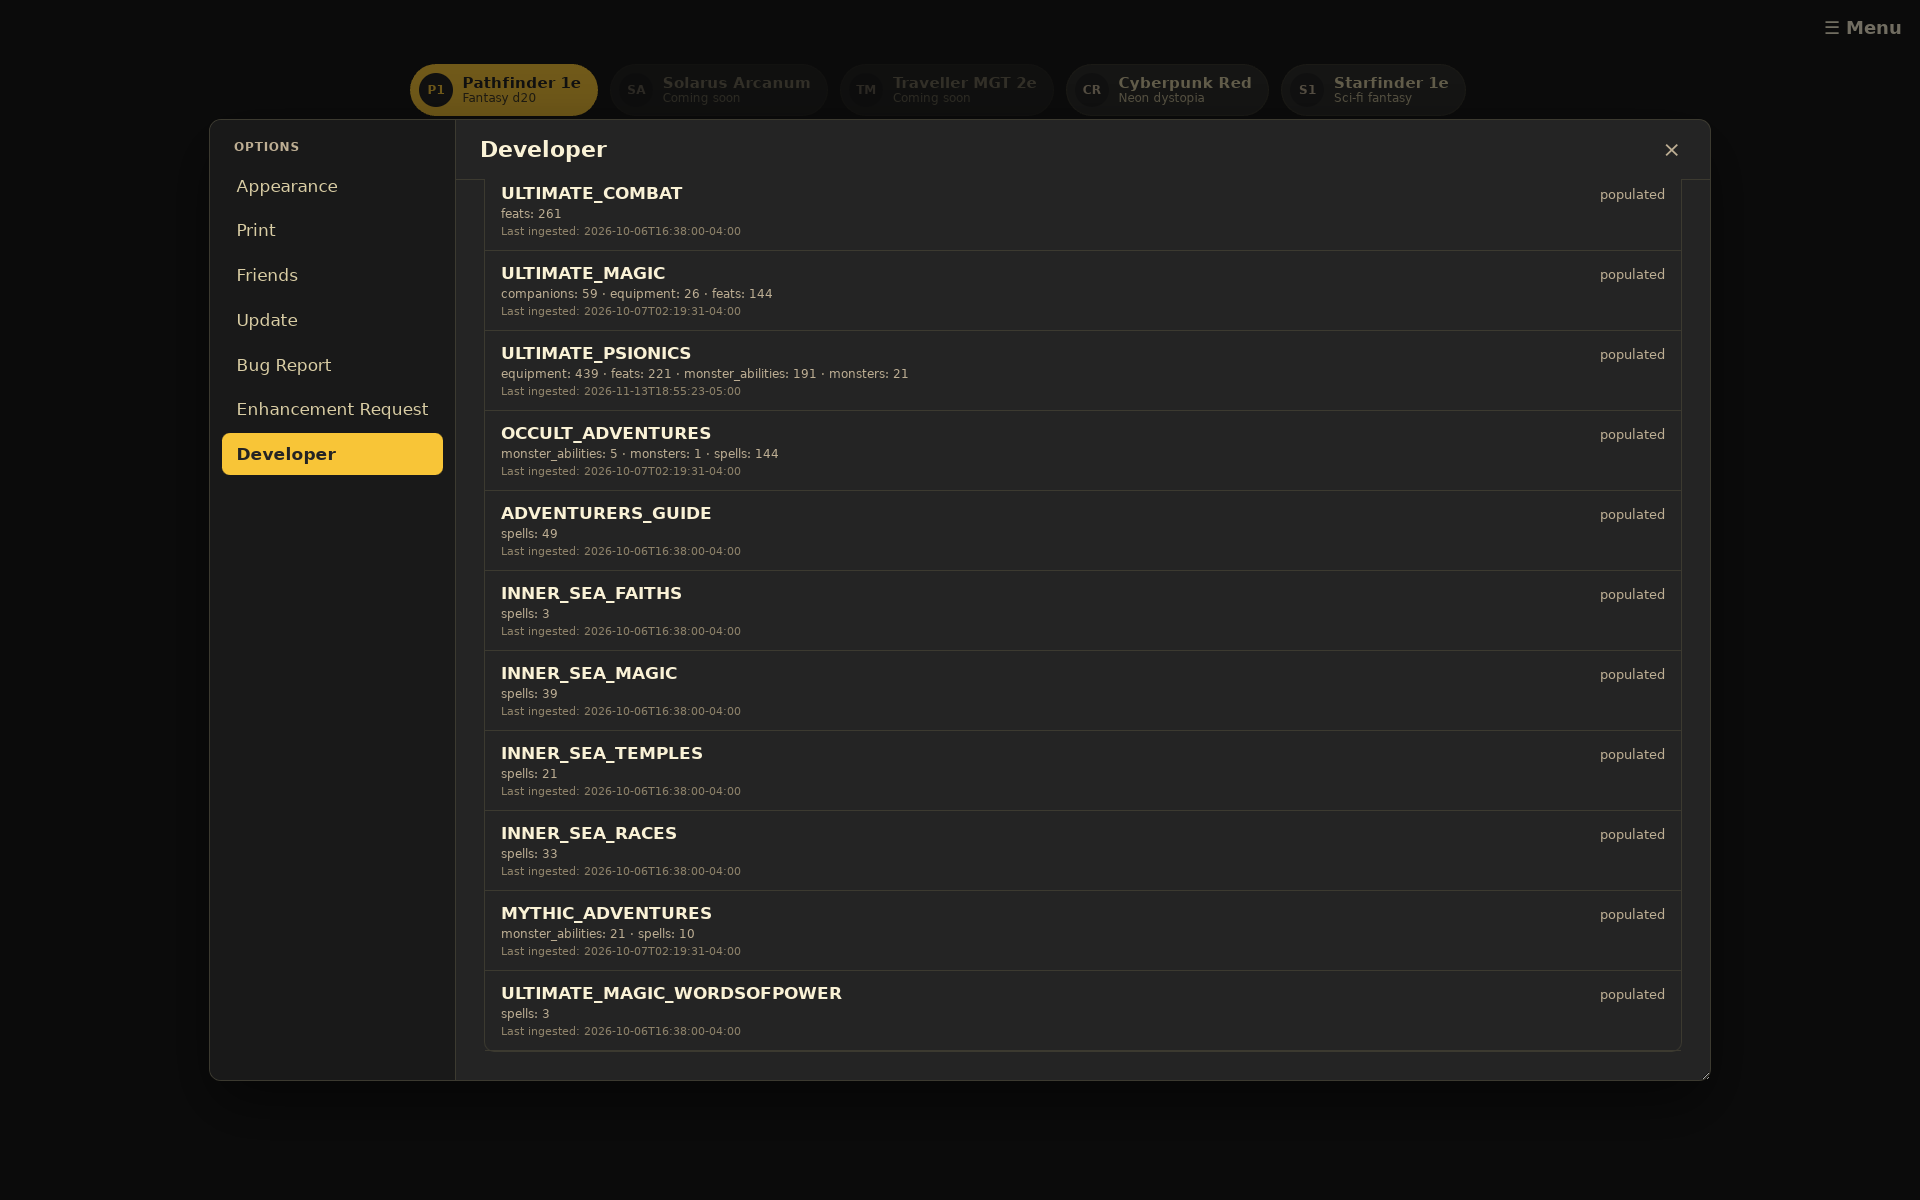 ☰ Menu
P1 Pathfinder 1e
Fantasy d20
SA Solarus Arcanum
Coming soon
TM Traveller MGT 2e
Coming soon
CR Cyberpunk Red
Neon dystopia
S1 Starfinder 1e
Sci-fi fantasy
OPTIONS
Appearance
Print
Friends
Update
Bug Report
Enhancement Request
Developer
Developer ×
ULTIMATE_COMBAT populated
feats: 261
Last ingested: 2026-10-06T16:38:00-04:00
ULTIMATE_MAGIC populated
companions: 59 · equipment: 26 · feats: 144
Last ingested: 2026-10-07T02:19:31-04:00
ULTIMATE_PSIONICS populated
equipment: 439 · feats: 221 · monster_abilities: 191 · monsters: 21
Last ingested: 2026-11-13T18:55:23-05:00
OCCULT_ADVENTURES populated
monster_abilities: 5 · monsters: 1 · spells: 144
Last ingested: 2026-10-07T02:19:31-04:00
ADVENTURERS_GUIDE populated
spells: 49
Last ingested: 2026-10-06T16:38:00-04:00
INNER_SEA_FAITHS populated
spells: 3
Last ingested: 2026-10-06T16:38:00-04:00
INNER_SEA_MAGIC populated
spells: 39
Last ingested: 2026-10-06T16:38:00-04:00
INNER_SEA_TEMPLES populated
spells: 21
Last ingested: 2026-10-06T16:38:00-04:00
INNER_SEA_RACES populated
spells: 33
Last ingested: 2026-10-06T16:38:00-04:00
MYTHIC_ADVENTURES populated
monster_abilities: 21 · spells: 10
Last ingested: 2026-10-07T02:19:31-04:00
ULTIMATE_MAGIC_WORDSOFPOWER populated
spells: 3
Last ingested: 2026-10-06T16:38:00-04:00